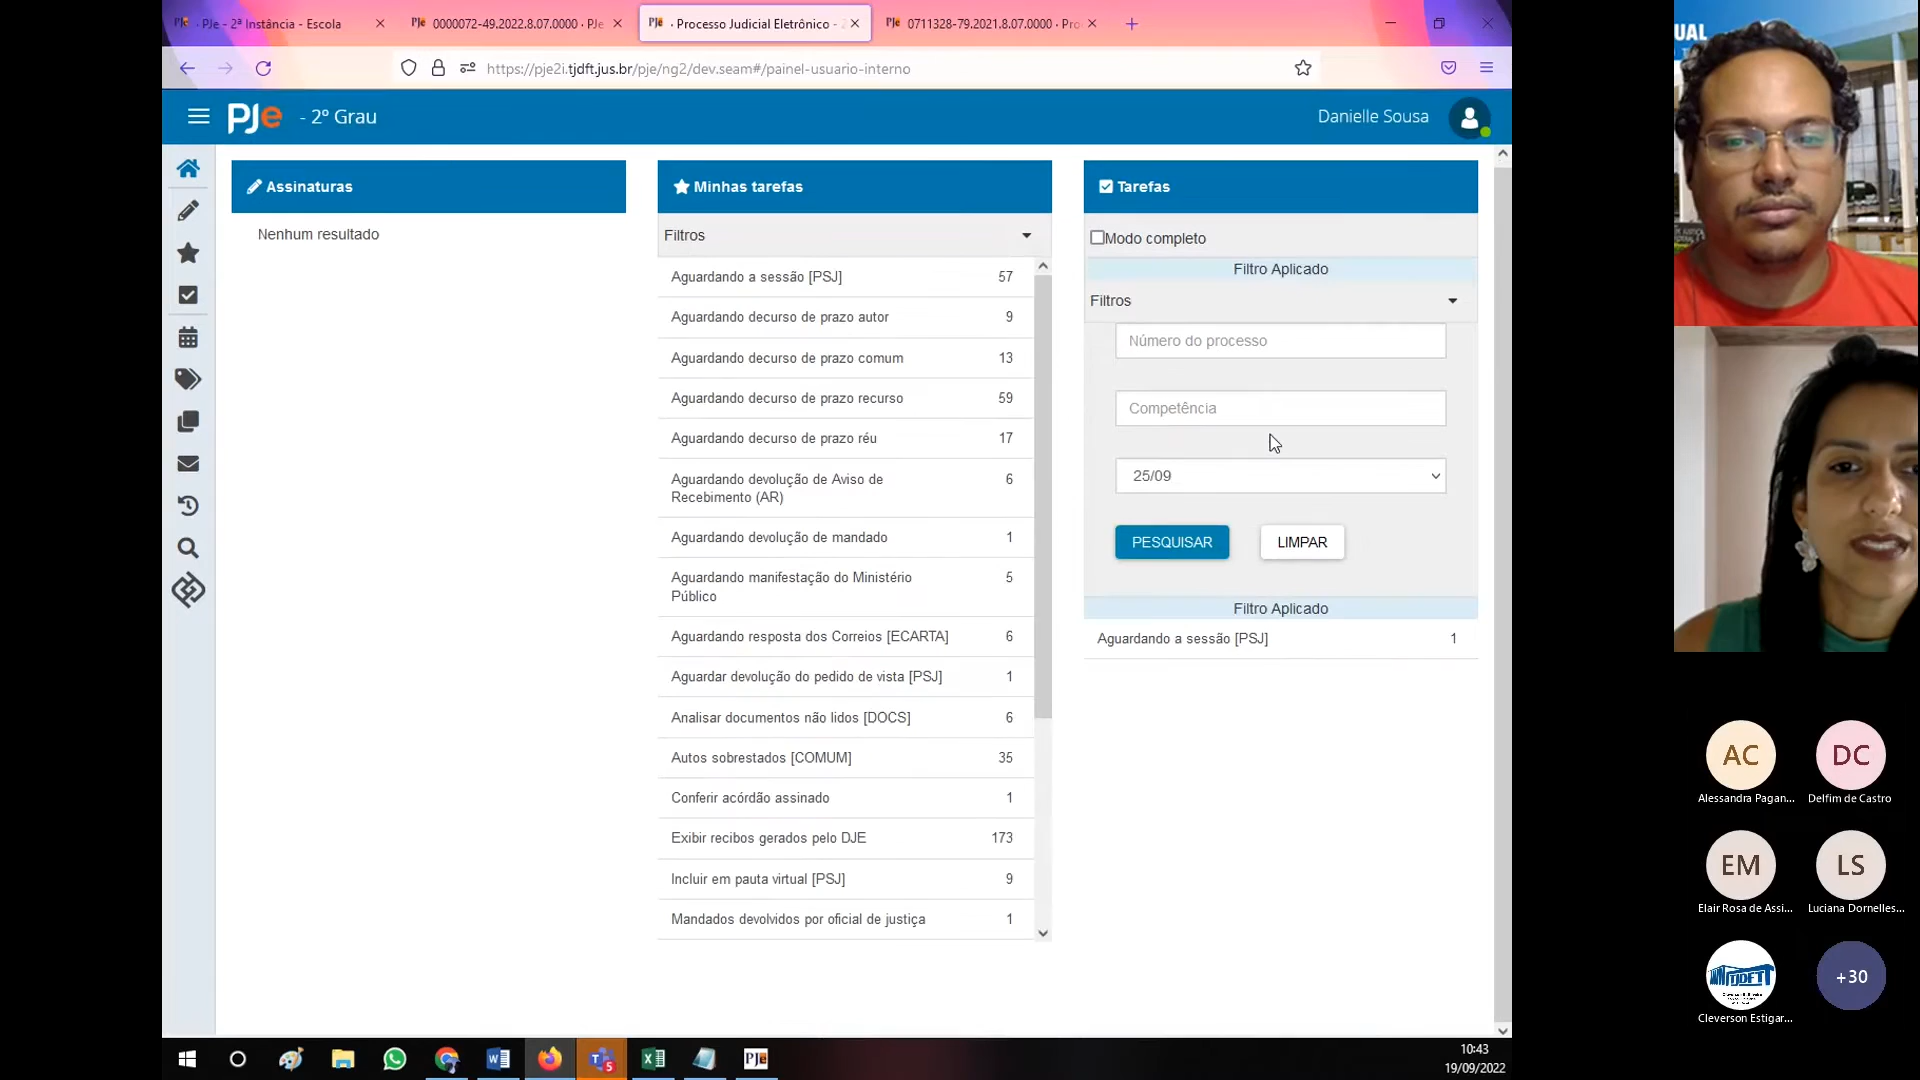 PJe - 2ª Instância - Escola
0000072-49.2022.8.07.0000 · PJe
· Processo Judicial Eletrônico - 2
0711328-79.2021.8.07.0000 · Pro
https://pje2i.tjdft.jus.br/pje/ng2/dev.seam#/painel-usuario-interno
PJe - 2º Grau
Danielle Sousa
Assinaturas
Nenhum resultado
Minhas tarefas
Filtros
Aguardando a sessão [PSJ] 57
Aguardando decurso de prazo autor 9
Aguardando decurso de prazo comum 13
Aguardando decurso de prazo recurso 59
Aguardando decurso de prazo réu 17
Aguardando devolução de Aviso de 6
Recebimento (AR)
Aguardando devolução de mandado 1
Aguardando manifestação do Ministério 5
Público
Aguardando resposta dos Correios [ECARTA] 6
Aguardar devolução do pedido de vista [PSJ] 1
Analisar documentos não lidos [DOCS] 6
Autos sobrestados [COMUM] 35
Conferir acórdão assinado 1
Exibir recibos gerados pelo DJE 173
Incluir em pauta virtual [PSJ] 9
Mandados devolvidos por oficial de justiça 1
Tarefas
Modo completo
Filtro Aplicado
Filtros
Número do processo
Competência
25/09
PESQUISAR LIMPAR
Filtro Aplicado
Aguardando a sessão [PSJ] 1
UAL
AC
Alessandra Pagan...
DC
Delfim de Castro
EM
Elair Rosa de Assi...
LS
Luciana Dornelles...
TJDFT
Cleverson Estigar...
+30
5
PJe
10:43
19/09/2022